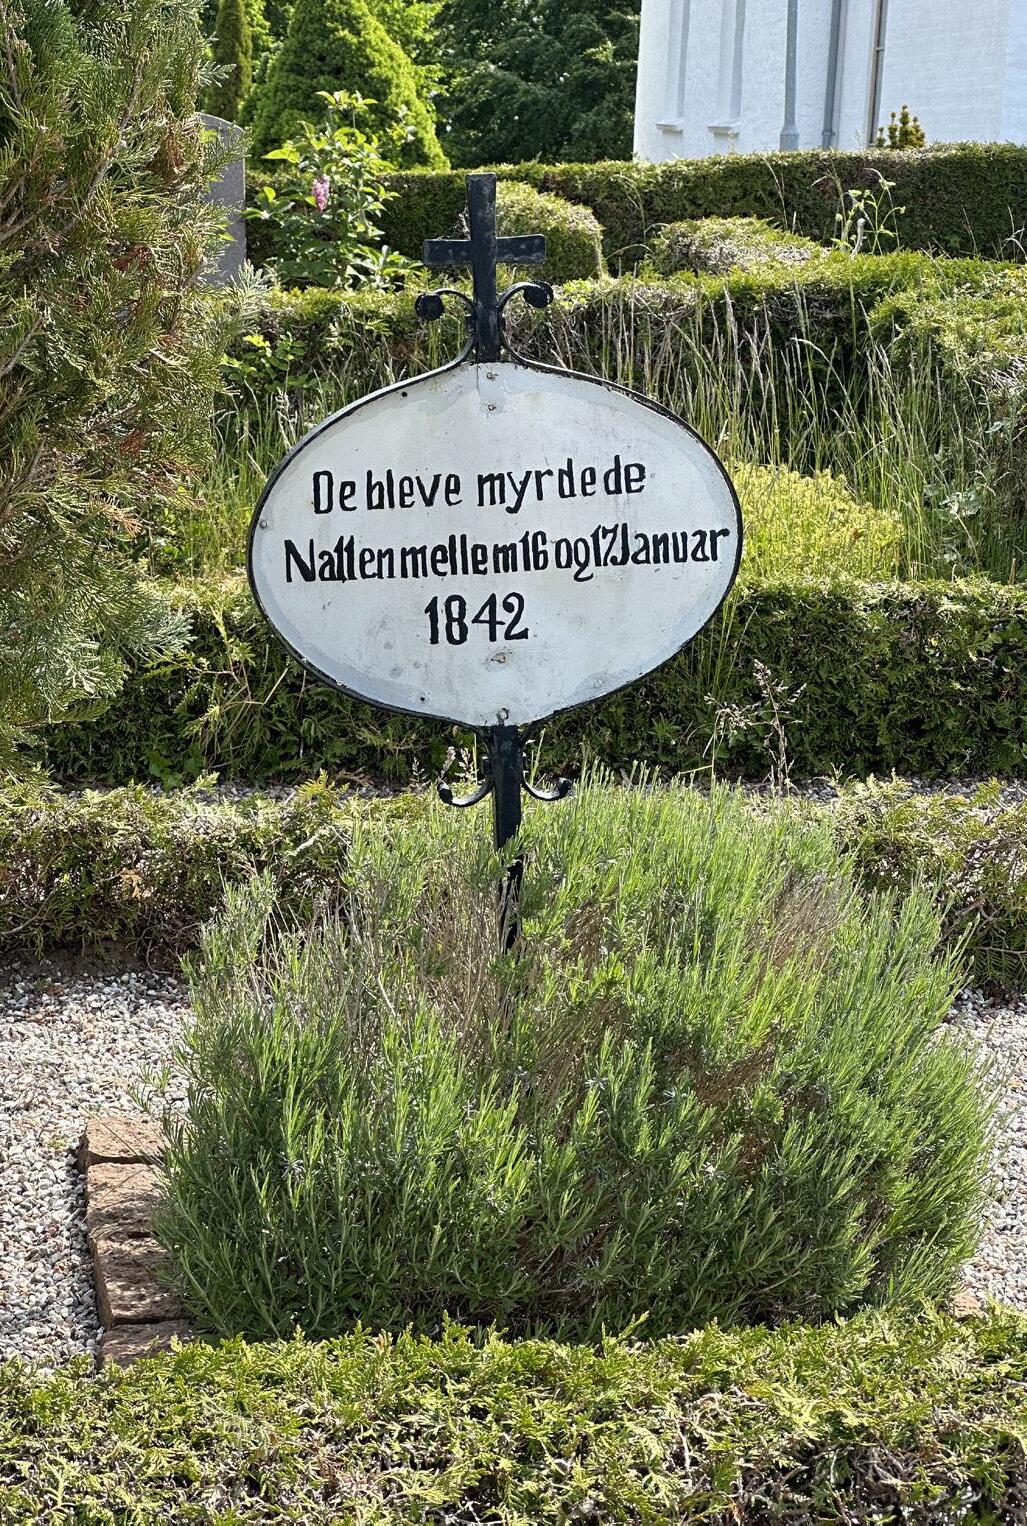 De bleve myrdede
Natten mellem 16 og 17 Januar
1842